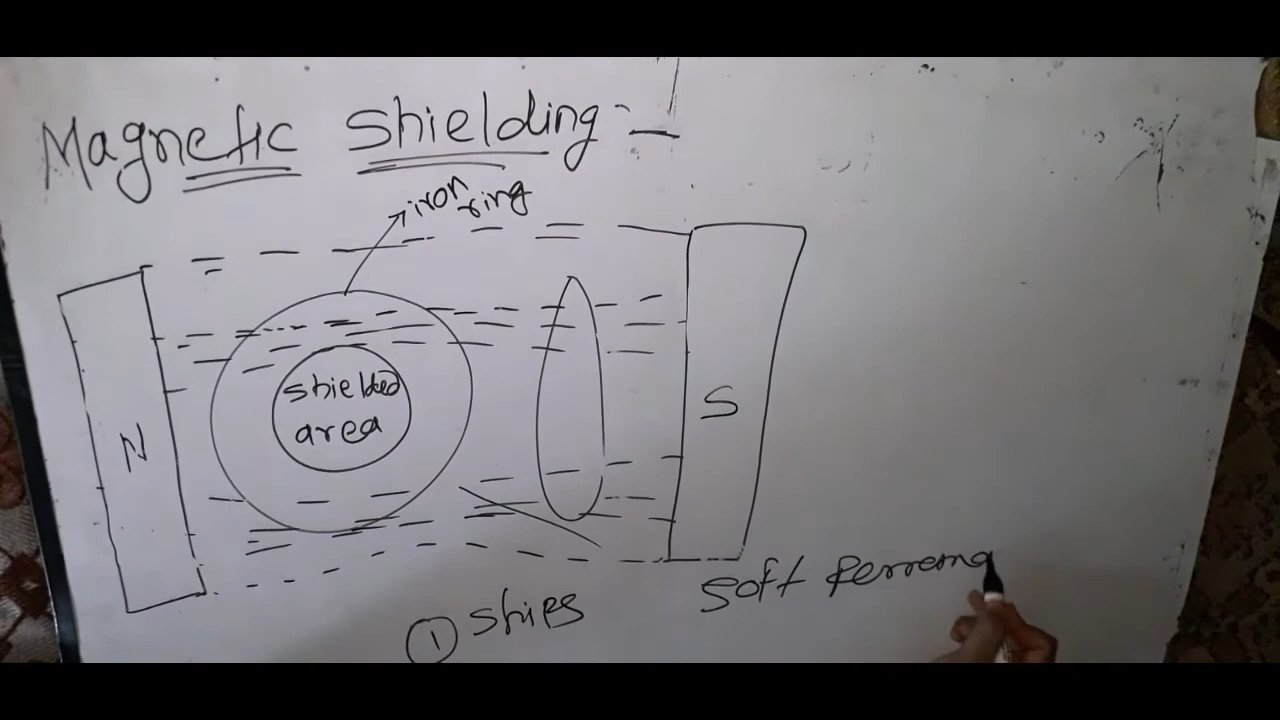 Magnetic Shielding:-
iron
ring
shielded
area
N
S
① ships
soft ferroma